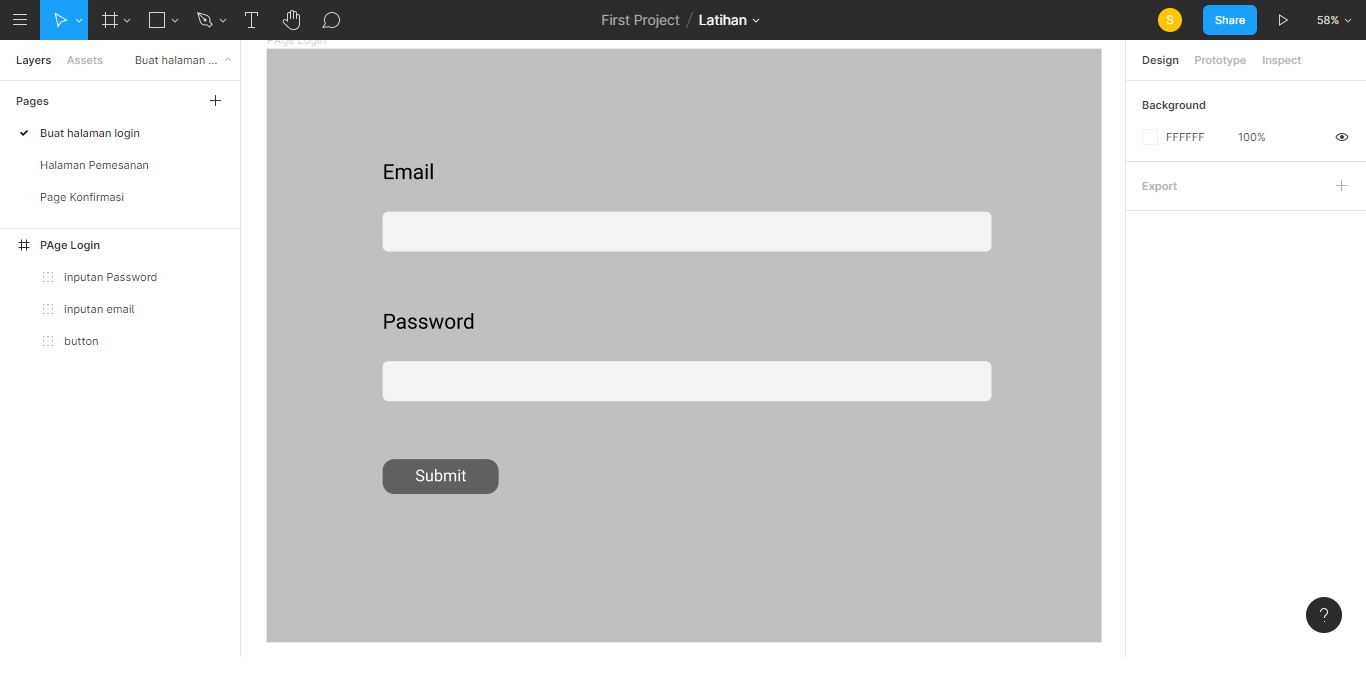 First Project / Latihan
S
Share
58%
Layers
Assets
Buat halaman ...
PAge Login
Design
Prototype
Inspect
Pages
Background
Buat halaman login
FFFFFF
100%
Halaman Pemesanan
Email
Export
Page Konfirmasi
PAge Login
inputan Password
inputan email
Password
button
Submit
?